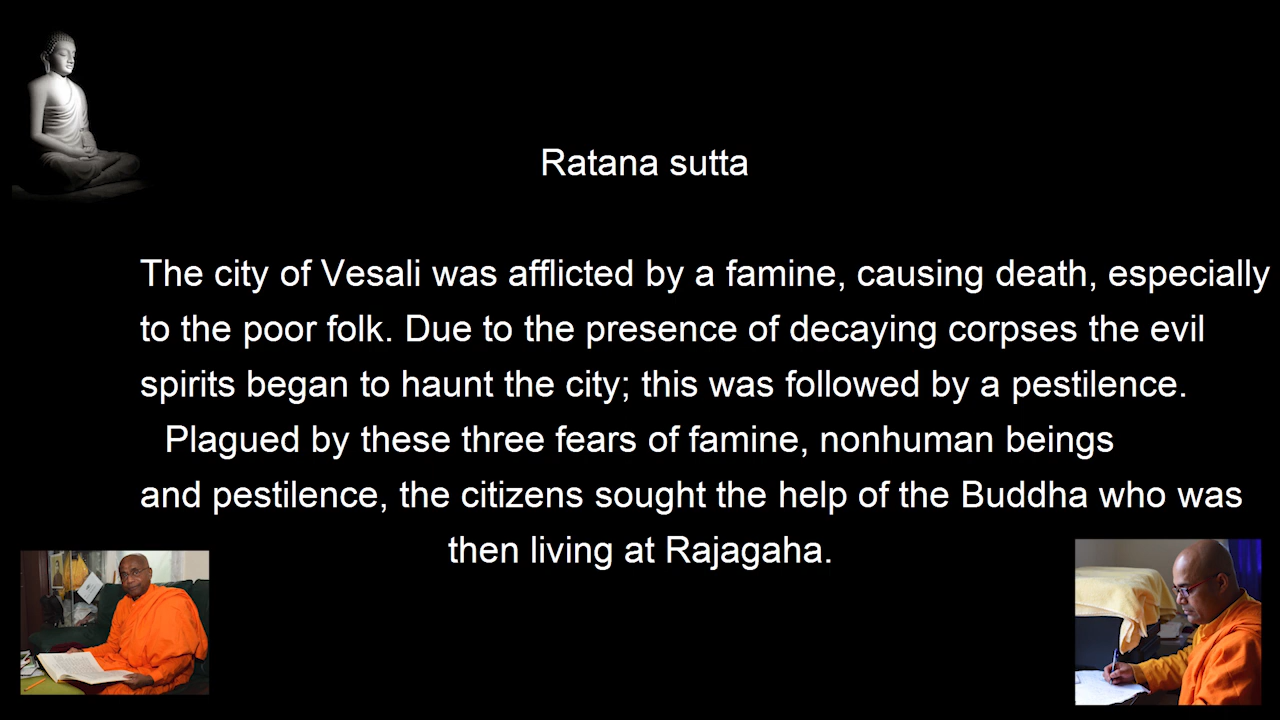 Ratana sutta
The city of Vesali was afflicted by a famine, causing death, especially
to the poor folk. Due to the presence of decaying corpses the evil
spirits began to haunt the city; this was followed by a pestilence.
Plagued by these three fears of famine, nonhuman beings
and pestilence, the citizens sought the help of the Buddha who was
then living at Rajagaha.